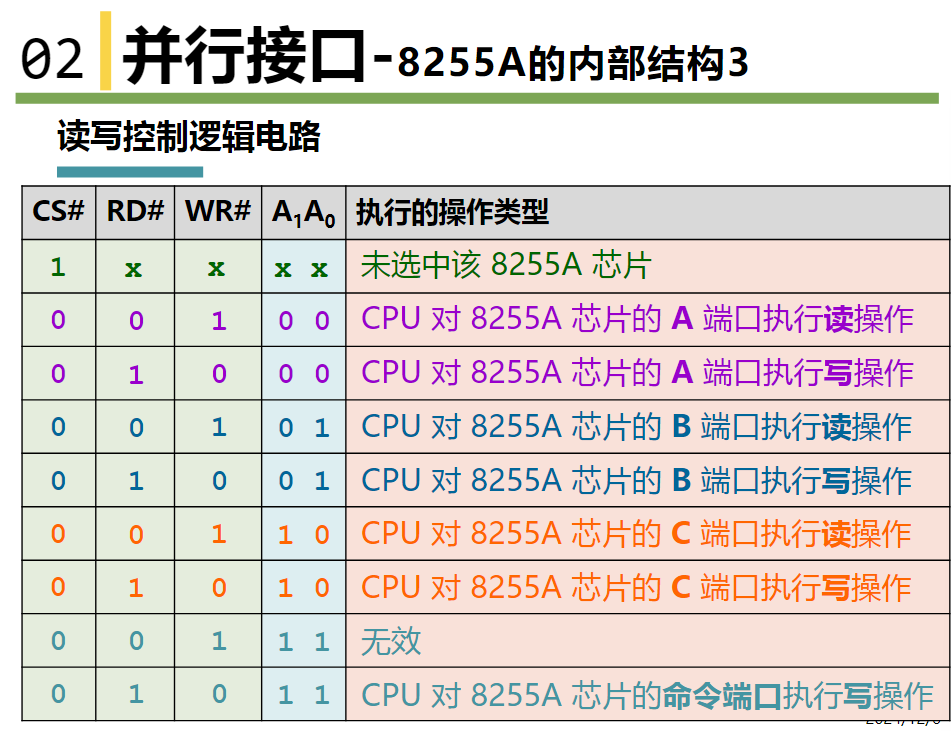 02 并行接口-8255A的内部结构3
读写控制逻辑电路
CS# RD# WR# A1A0 执行的操作类型
1 x x x x 未选中该 8255A 芯片
0 0 1 0 0 CPU 对 8255A 芯片的 A 端口执行读操作
0 1 0 0 0 CPU 对 8255A 芯片的 A 端口执行写操作
0 0 1 0 1 CPU 对 8255A 芯片的 B 端口执行读操作
0 1 0 0 1 CPU 对 8255A 芯片的 B 端口执行写操作
0 0 1 1 0 CPU 对 8255A 芯片的 C 端口执行读操作
0 1 0 1 0 CPU 对 8255A 芯片的 C 端口执行写操作
0 0 1 1 1 无效
0 1 0 1 1 CPU 对 8255A 芯片的命令端口执行写操作